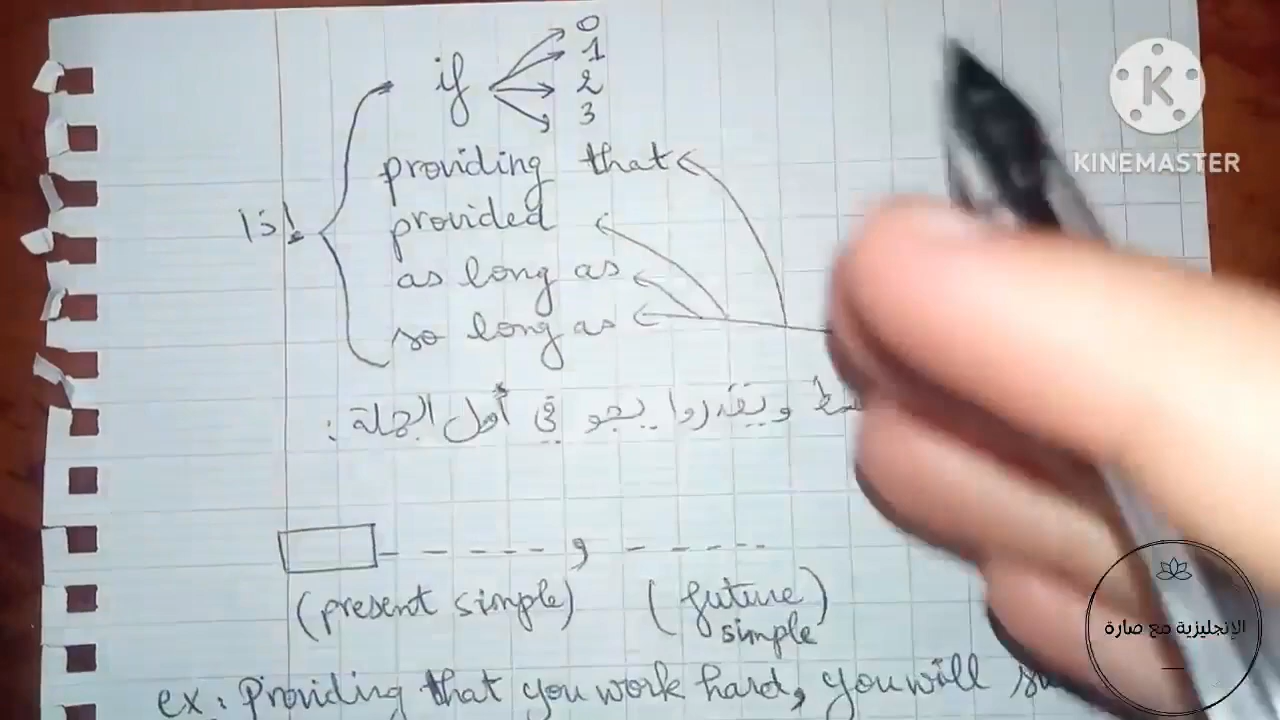 if
0
1
2
3
providing that
provided
as long as
so long as
إذا
ويقدروا يجو في أول الجملة :
- - - - - - , - - - - -
(present simple) (future simple)
ex: Providing that you work hard, you will
KINEMASTER
الإنجليزية مع صارة